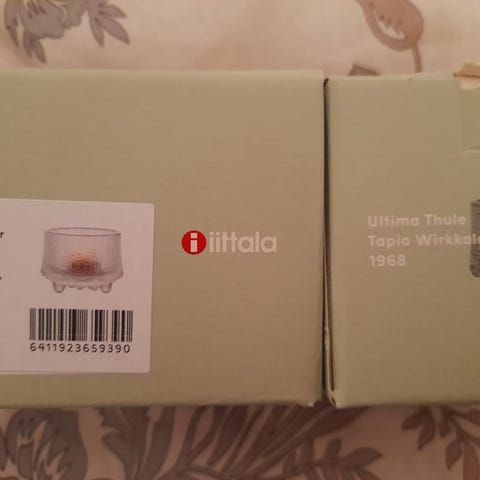 iittala
6411923659390
Ultima Thule
Tapio Wirkkala
1968